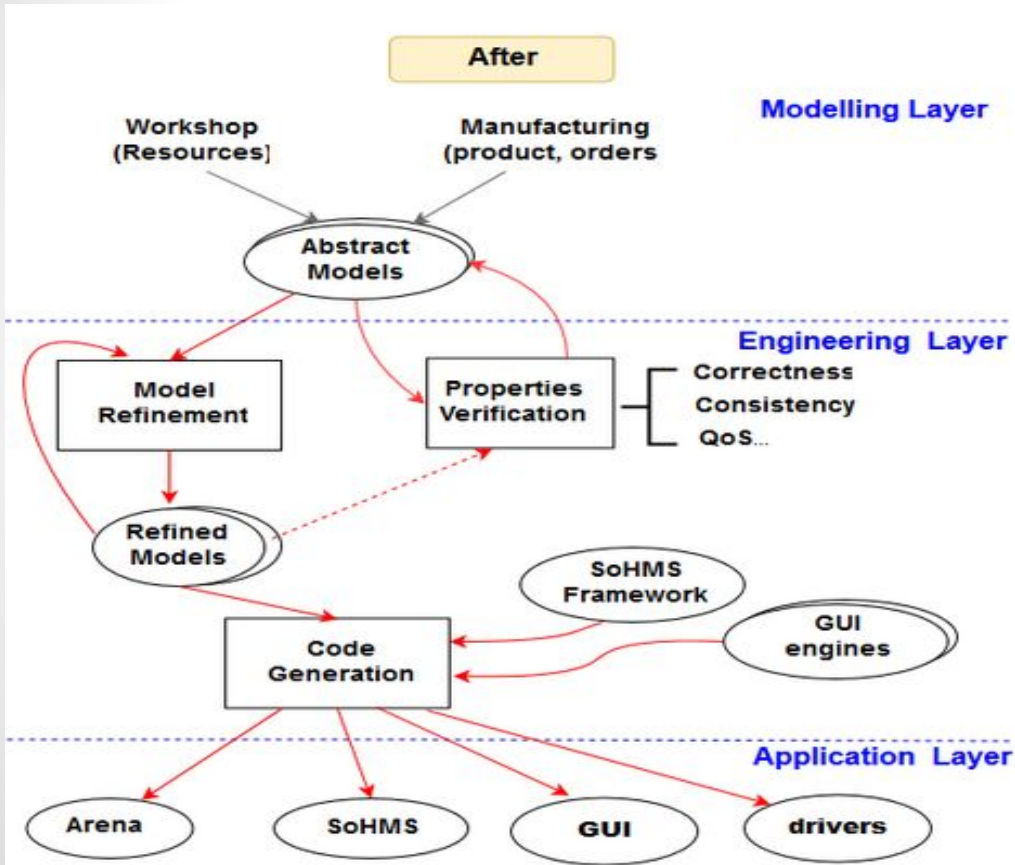 After
Modelling Layer
Workshop
(Resources)
Manufacturing
(product, orders
Abstract
Models
Engineering Layer
Model
Refinement
Properties
Verification
Correctness
Consistency
QoS...
Refined
Models
SoHMS
Framework
GUI
engines
Code
Generation
Application Layer
Arena
SoHMS
GUI
drivers